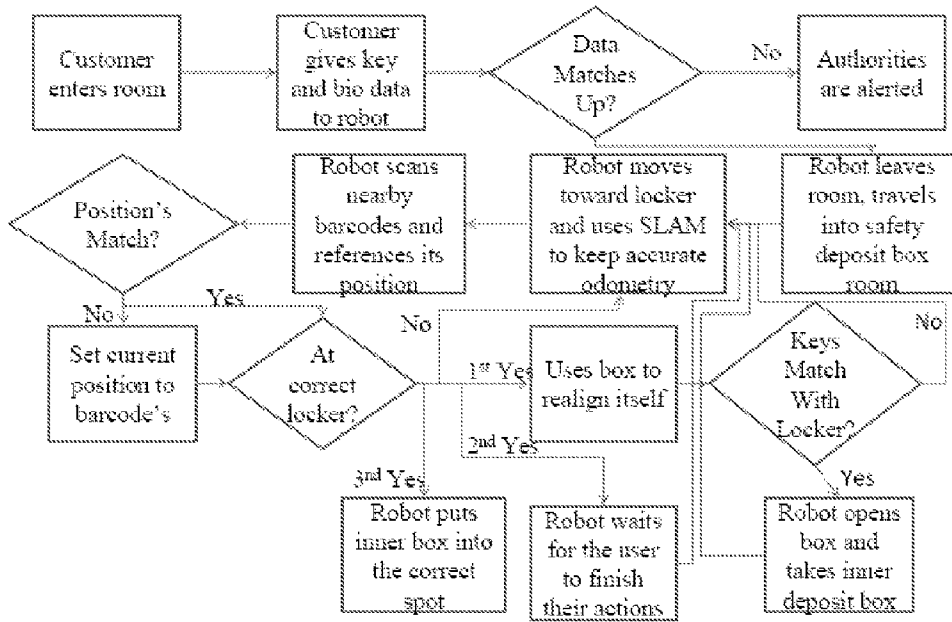 Customer
enters room
Customer
gives key
and bio data
to robot
Data
Matches
Up?
No
Authorities
are alerted
Position's
Match?
Robot scans
nearby
barcodes and
references its
position
Robot moves
toward locker
and uses SLAM
to keep accurate
odometry
Robot leaves
room, travels
into safety
deposit box
room
No
Yes
Set current
position to
barcode's
At
correct
locker?
No
1st Yes
2nd Yes
3rd Yes
Uses box to
realign itself
Keys
Match
With
Locker?
No
Yes
Robot puts
inner box into
the correct
spot
Robot waits
for the user
to finish
their actions
Robot opens
box and
takes inner
deposit box